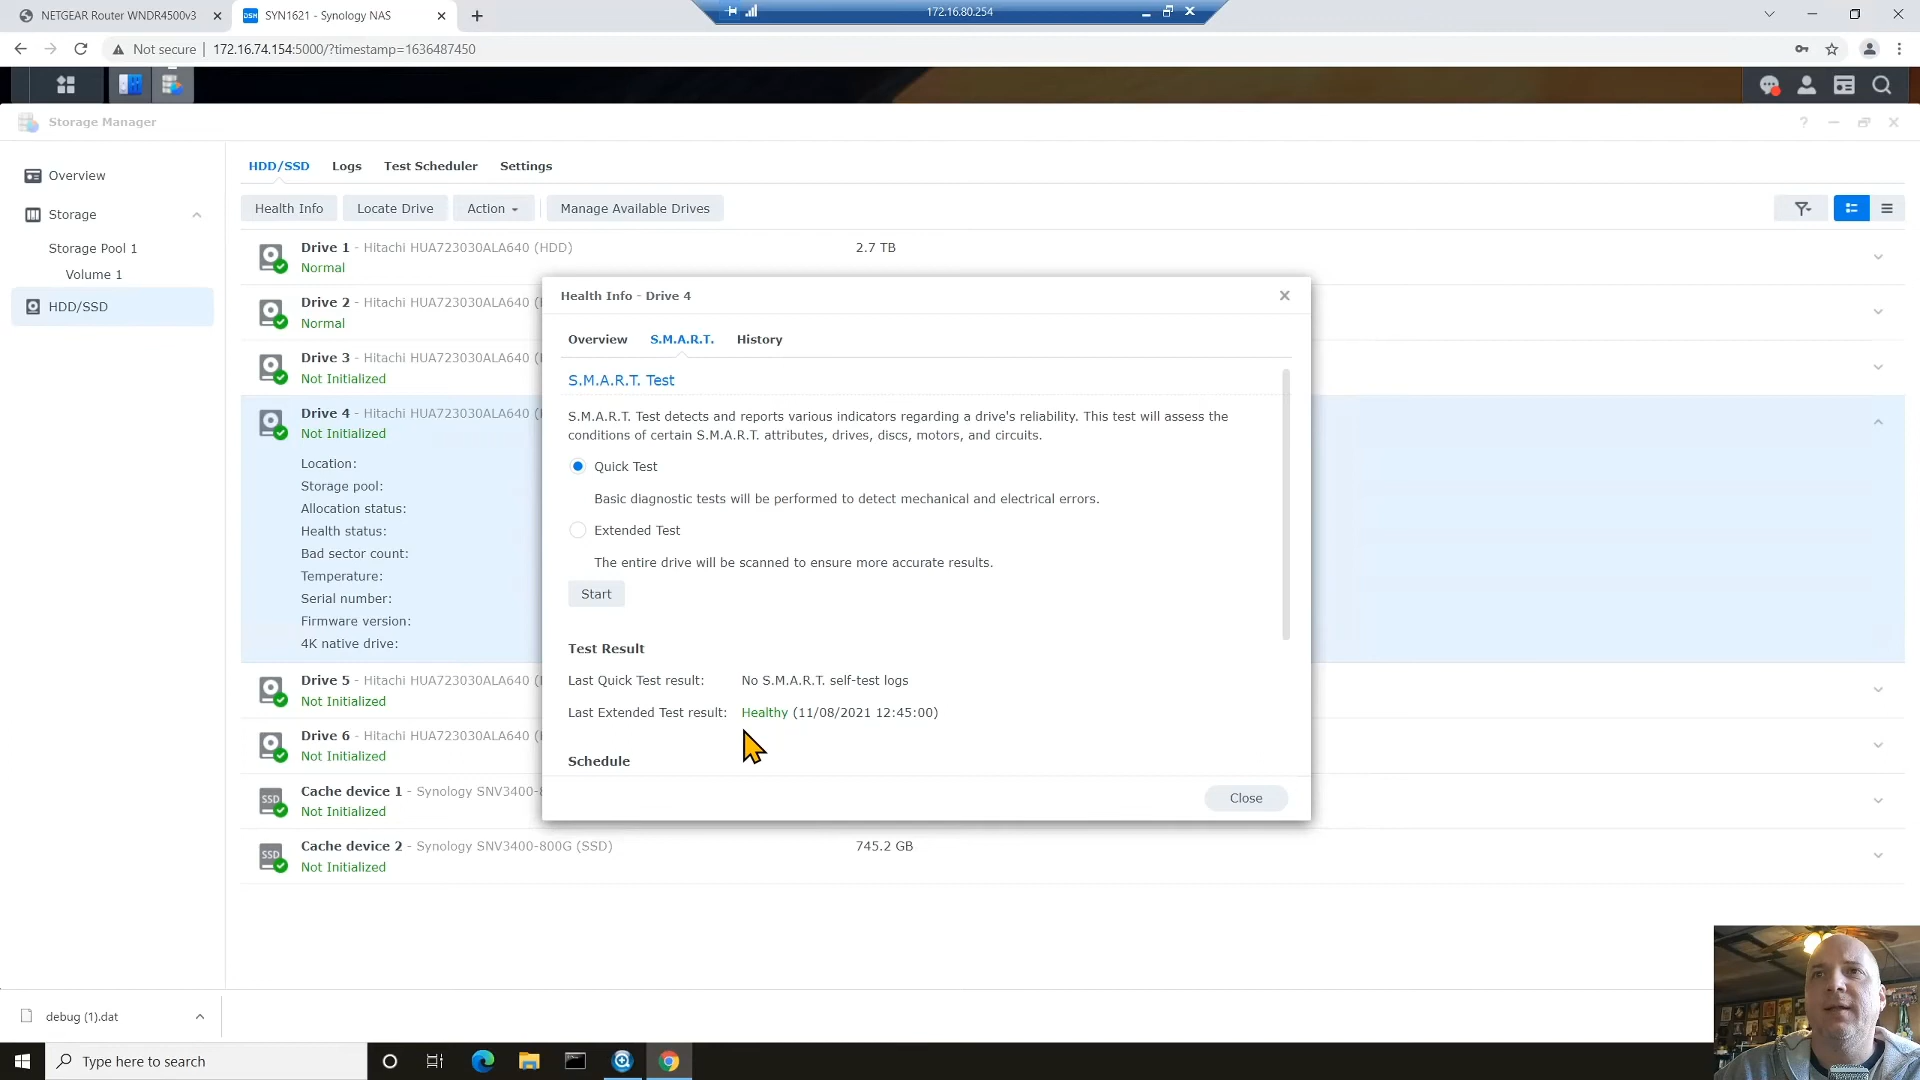 NETGEAR Router WNDR4500v3
DSM
SYN1621 - Synology NAS
172.16.80.254
Not secure
172.16.74.154:5000/?timestamp=1636487450
Storage Manager
Overview
Storage
Storage Pool 1
Volume 1
HDD/SSD
HDD/SSD
Logs
Test Scheduler
Settings
Health Info
Locate Drive
Action
Manage Available Drives
Drive 1 - Hitachi HUA723030ALA640 (HDD)
2.7 TB
Normal
Drive 2 - Hitachi HUA723030ALA640 (
Normal
Drive 3 - Hitachi HUA723030ALA640 (
Not Initialized
Drive 4 - Hitachi HUA723030ALA640 (
Not Initialized
Location:
Storage pool:
Allocation status:
Health status:
Bad sector count:
Temperature:
Serial number:
Firmware version:
4K native drive:
Drive 5 - Hitachi HUA723030ALA640 (
Not Initialized
Drive 6 - Hitachi HUA723030ALA640 (
Not Initialized
SSD
Cache device 1 - Synology SNV3400-8
Not Initialized
SSD
Cache device 2 - Synology SNV3400-800G (SSD)
745.2 GB
Not Initialized
Health Info - Drive 4
Overview
S.M.A.R.T.
History
S.M.A.R.T. Test
S.M.A.R.T. Test detects and reports various indicators regarding a drive's reliability. This test will assess the
conditions of certain S.M.A.R.T. attributes, drives, discs, motors, and circuits.
Quick Test
Basic diagnostic tests will be performed to detect mechanical and electrical errors.
Extended Test
The entire drive will be scanned to ensure more accurate results.
Start
Test Result
Last Quick Test result: No S.M.A.R.T. self-test logs
Last Extended Test result: Healthy (11/08/2021 12:45:00)
Schedule
Close
debug (1).dat
Type here to search